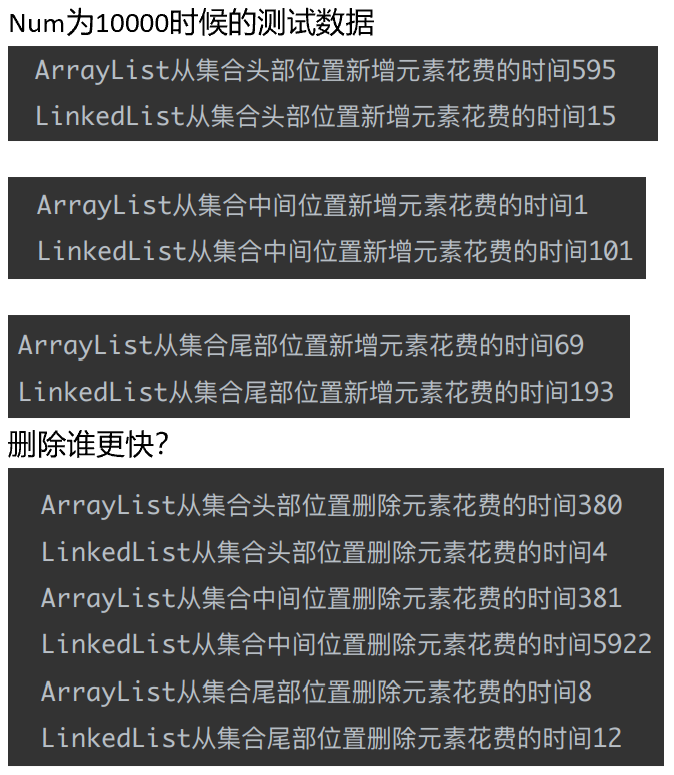 Num为10000时候的测试数据
ArrayList从集合头部位置新增元素花费的时间595
LinkedList从集合头部位置新增元素花费的时间15
ArrayList从集合中间位置新增元素花费的时间1
LinkedList从集合中间位置新增元素花费的时间101
ArrayList从集合尾部位置新增元素花费的时间69
LinkedList从集合尾部位置新增元素花费的时间193
删除谁更快？
ArrayList从集合头部位置删除元素花费的时间380
LinkedList从集合头部位置删除元素花费的时间4
ArrayList从集合中间位置删除元素花费的时间381
LinkedList从集合中间位置删除元素花费的时间5922
ArrayList从集合尾部位置删除元素花费的时间8
LinkedList从集合尾部位置删除元素花费的时间12